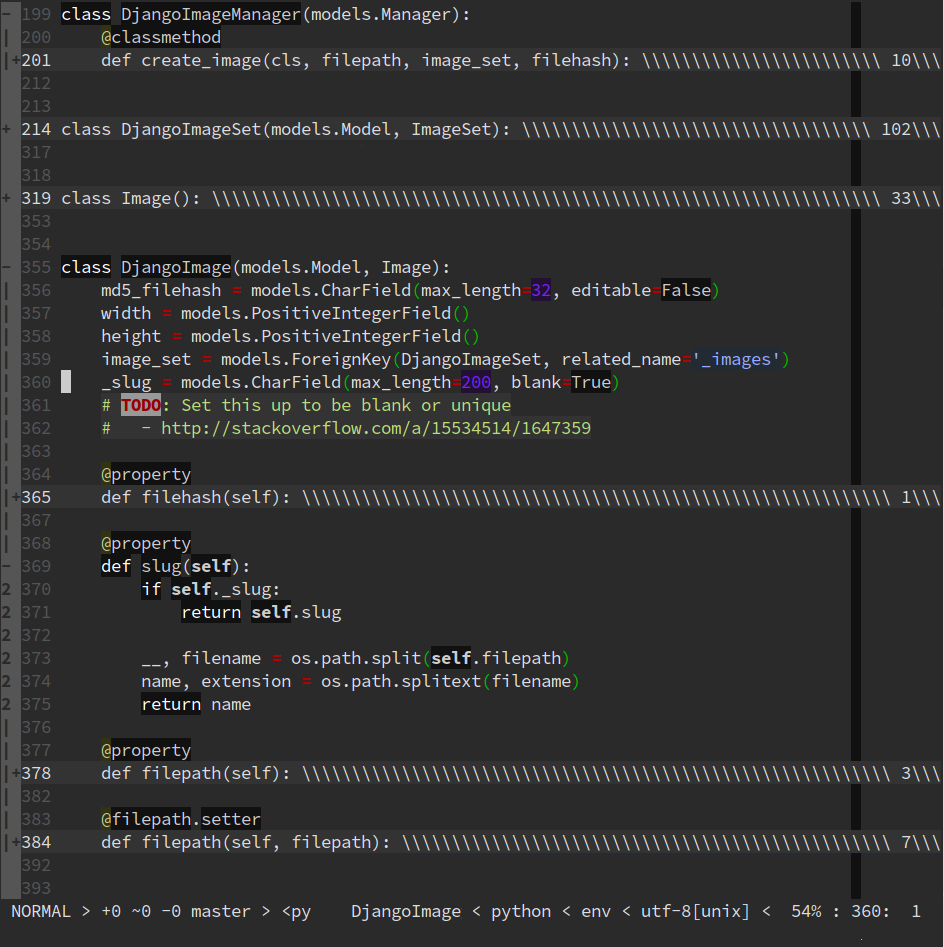 - 199 class DjangoImageManager(models.Manager):
| 200     @classmethod
|+201     def create_image(cls, filepath, image_set, filehash): \\\\\\\\\\\\\\\\\\\\\\\\ 10\\\
212
213
+ 214 class DjangoImageSet(models.Model, ImageSet): \\\\\\\\\\\\\\\\\\\\\\\\\\\\\\\\\\\ 102\\\
317
318
+ 319 class Image(): \\\\\\\\\\\\\\\\\\\\\\\\\\\\\\\\\\\\\\\\\\\\\\\\\\\\\\\\\\\\\\\\\\\ 33\\\
353
354
- 355 class DjangoImage(models.Model, Image):
| 356     md5_filehash = models.CharField(max_length=32, editable=False)
| 357     width = models.PositiveIntegerField()
| 358     height = models.PositiveIntegerField()
| 359     image_set = models.ForeignKey(DjangoImageSet, related_name='_images')
| 360     _slug = models.CharField(max_length=200, blank=True)
| 361     # TODO: Set this up to be blank or unique
| 362     #   - http://stackoverflow.com/a/15534514/1647359
| 363
| 364     @property
|+365     def filehash(self): \\\\\\\\\\\\\\\\\\\\\\\\\\\\\\\\\\\\\\\\\\\\\\\\\\\\\\\\\\\ 1\\\
| 367
| 368     @property
- 369     def slug(self):
2 370         if self._slug:
2 371             return self.slug
2 372
2 373         __, filename = os.path.split(self.filepath)
2 374         name, extension = os.path.splitext(filename)
2 375         return name
| 376
| 377     @property
|+378     def filepath(self): \\\\\\\\\\\\\\\\\\\\\\\\\\\\\\\\\\\\\\\\\\\\\\\\\\\\\\\\\\\ 3\\\
| 382
| 383     @filepath.setter
|+384     def filepath(self, filepath): \\\\\\\\\\\\\\\\\\\\\\\\\\\\\\\\\\\\\\\\\\\\\\\\\ 7\\\
392
393
NORMAL > +0 ~0 -0 master > <py    DjangoImage < python < env < utf-8[unix] <  54% : 360:  1